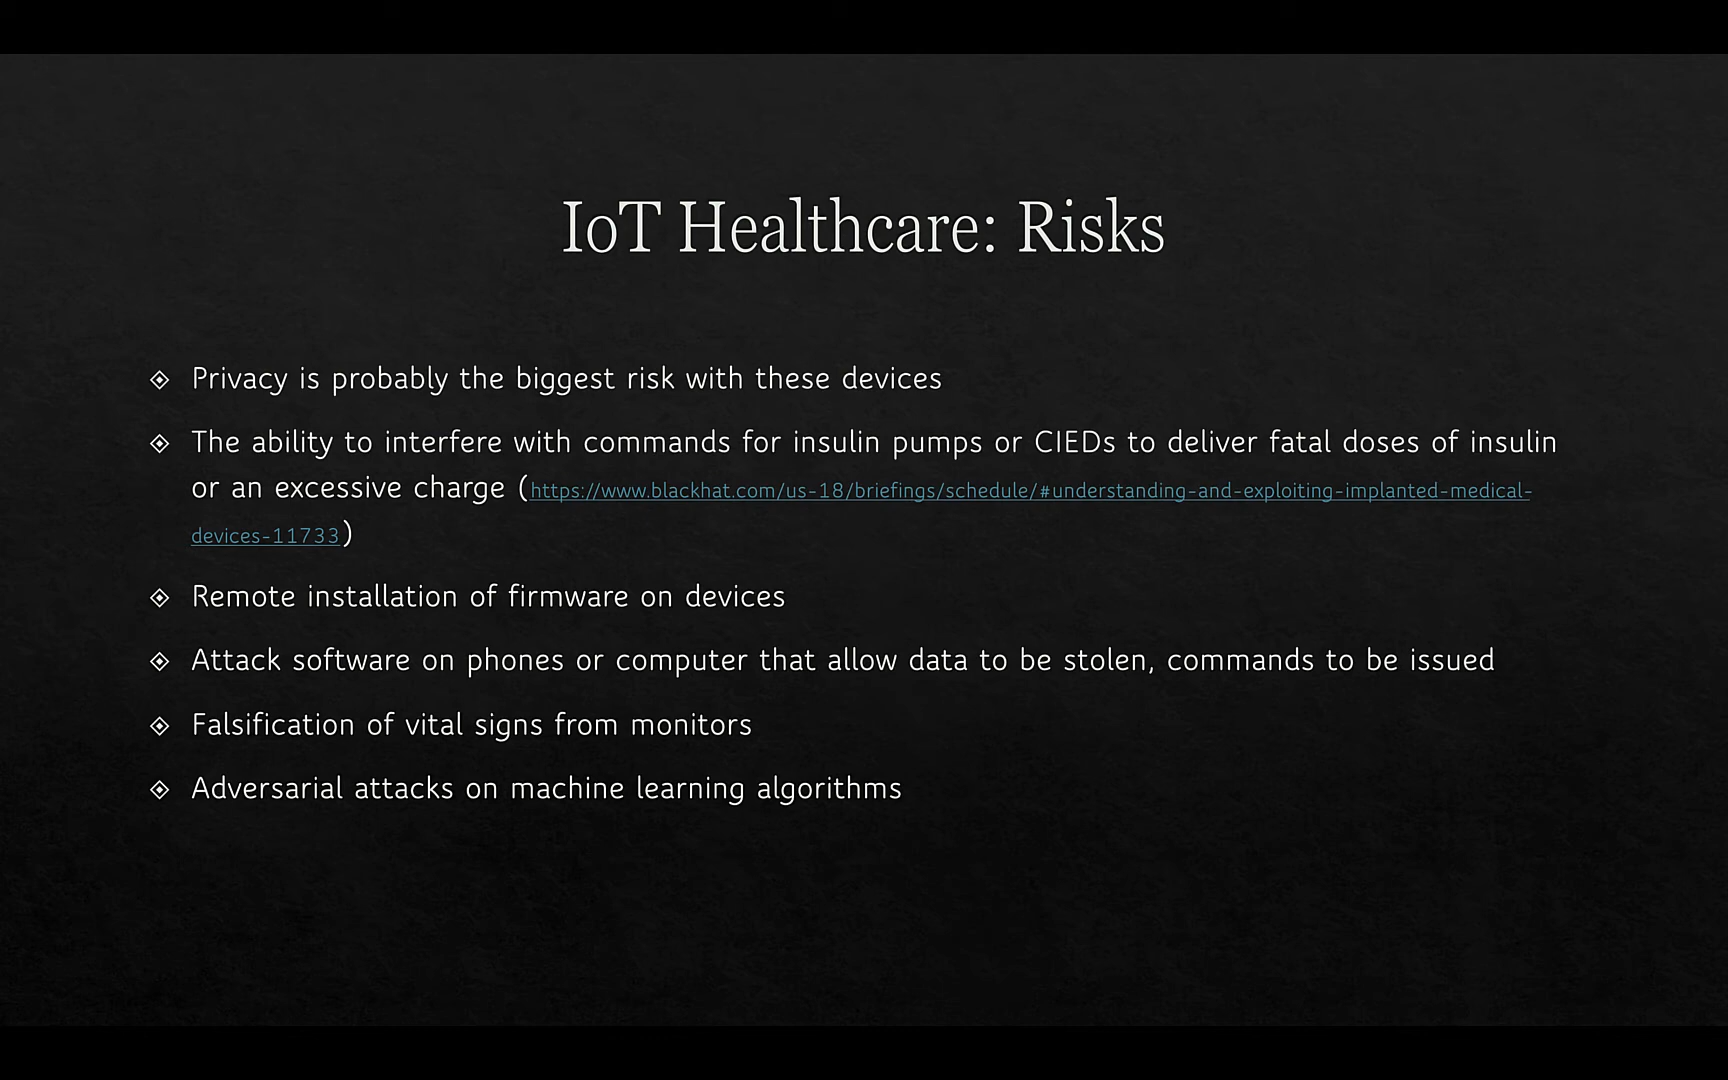 IoT Healthcare: Risks
Privacy is probably the biggest risk with these devices
The ability to interfere with commands for insulin pumps or CIEDs to deliver fatal doses of insulin
or an excessive charge (https://www.blackhat.com/us-18/briefings/schedule/#understanding-and-exploiting-implanted-medical-
devices-11733)
Remote installation of firmware on devices
Attack software on phones or computer that allow data to be stolen, commands to be issued
Falsification of vital signs from monitors
Adversarial attacks on machine learning algorithms